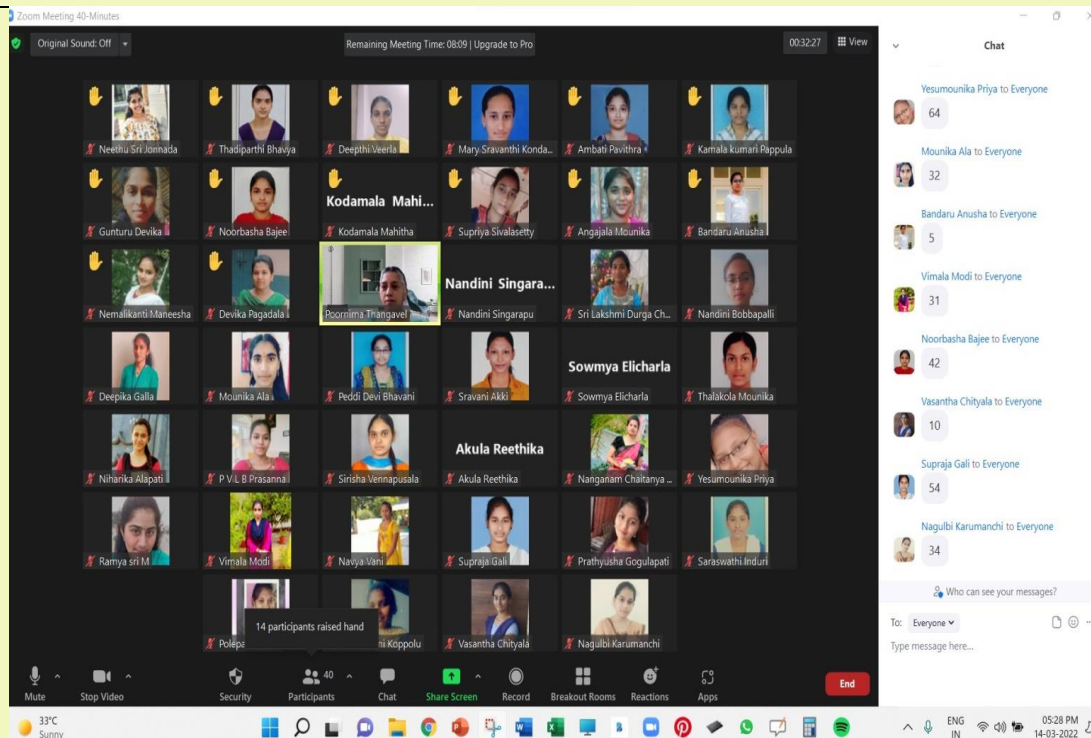 Zoom Meeting 40-Minutes
Original Sound: Off
Remaining Meeting Time: 08:09 | Upgrade to Pro
00:32:27
View
Neethu Sri Jonnada
Thadiparthi Bhavya
Deepthi Veerla
Mary Sravanthi Konda...
Ambati Pavithra
Kamala kumari Pappula
Gunturu Devika
Noorbasha Bajee
Kodamala Mahi...
Kodamala Mahitha
Supriya Sivalasetty
Angajala Mounika
Bandaru Anusha
Nemalikanti Maneesha
Devika Pagadala
Poornima Thangavel
Nandini Singara...
Nandini Singarapu
Sri Lakshmi Durga Ch...
Nandini Bobbapalli
Deepika Galla
Mounika Ala
Peddi Devi Bhavani
Sravani Akki
Sowmya Elicharla
Sowmya Elicharla
Thalakola Mounika
Niharika Alapati
P V L B Prasanna
Sirisha Vennapusala
Akula Reethika
Akula Reethika
Nanganam Chaitanya ...
Yesumounika Priya
Ramya sri M
Vimala Modi
Navya Vani
Supraja Gali
Prathyusha Gogulapati
Saraswathi Induri
14 participants raised hand
Koppolu
Vasantha Chityala
Nagulbi Karumanchi
Mute
Stop Video
Security
Participants
40
Chat
Share Screen
Record
Breakout Rooms
Reactions
Apps
End
Chat
Yesumounika Priya to Everyone
64
Mounika Ala to Everyone
32
Bandaru Anusha to Everyone
5
Vimala Modi to Everyone
31
Noorbasha Bajee to Everyone
42
Vasantha Chityala to Everyone
10
Supraja Gali to Everyone
54
Nagulbi Karumanchi to Everyone
34
Who can see your messages?
To: Everyone
Type message here...
33°C
Sunny
ENG
IN
05:28 PM
14-03-2022